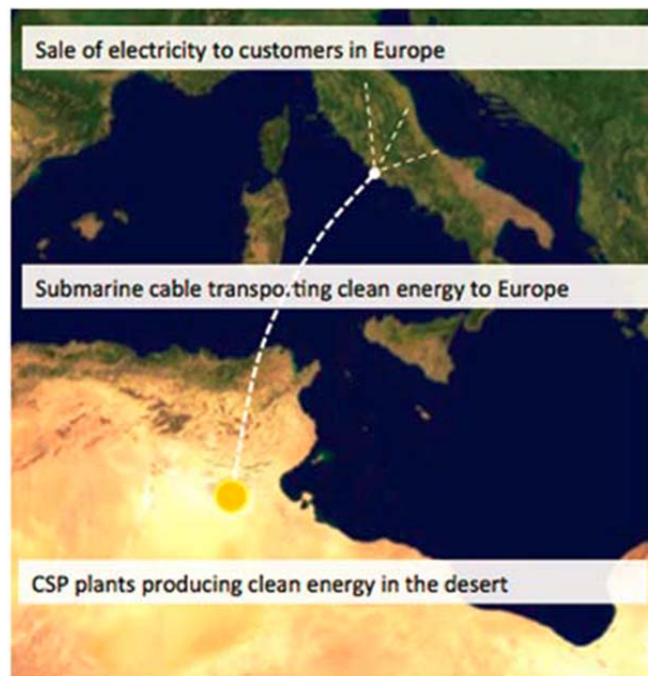 Sale of electricity to customers in Europe
Submarine cable transporting clean energy to Europe
CSP plants producing clean energy in the desert